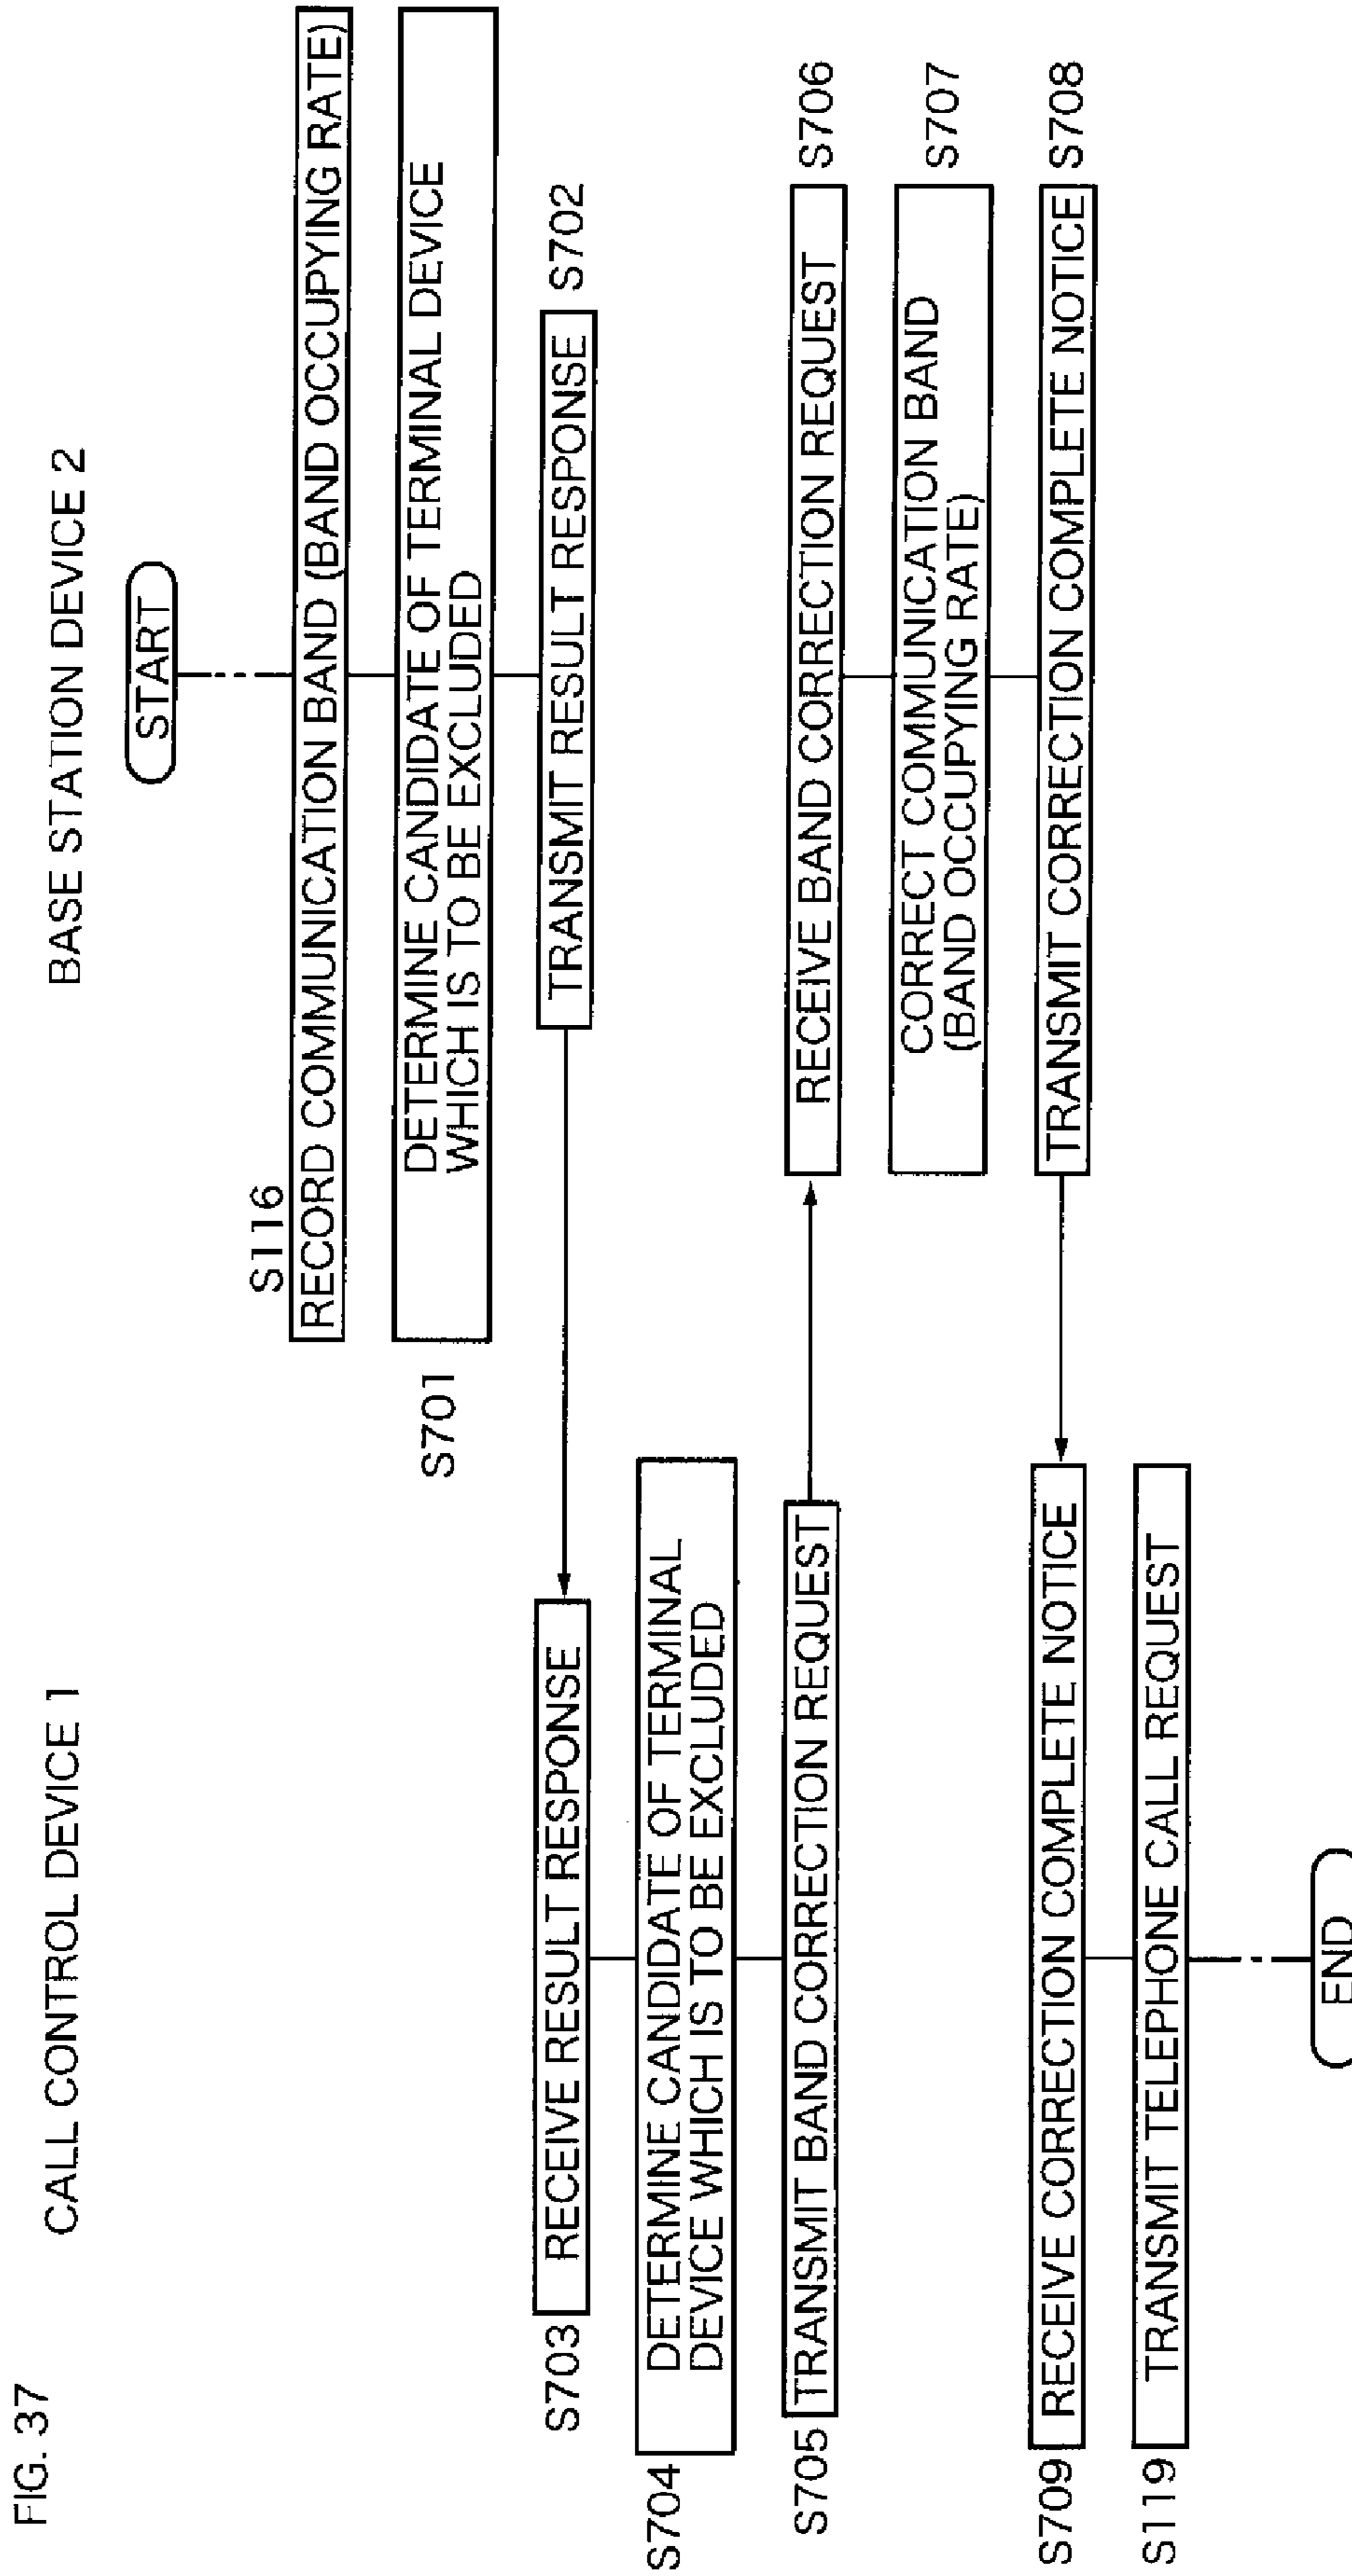 FIG. 37
CALL CONTROL DEVICE 1
BASE STATION DEVICE 2
START
S116
RECORD COMMUNICATION BAND (BAND OCCUPYING RATE)
S701
DETERMINE CANDIDATE OF TERMINAL DEVICE
WHICH IS TO BE EXCLUDED
TRANSMIT RESULT RESPONSE
S702
S703
RECEIVE RESULT RESPONSE
S704
DETERMINE CANDIDATE OF TERMINAL
DEVICE WHICH IS TO BE EXCLUDED
S705
TRANSMIT BAND CORRECTION REQUEST
RECEIVE BAND CORRECTION REQUEST
S706
CORRECT COMMUNICATION BAND
(BAND OCCUPYING RATE)
S707
TRANSMIT CORRECTION COMPLETE NOTICE
S708
S709
RECEIVE CORRECTION COMPLETE NOTICE
S119
TRANSMIT TELEPHONE CALL REQUEST
END